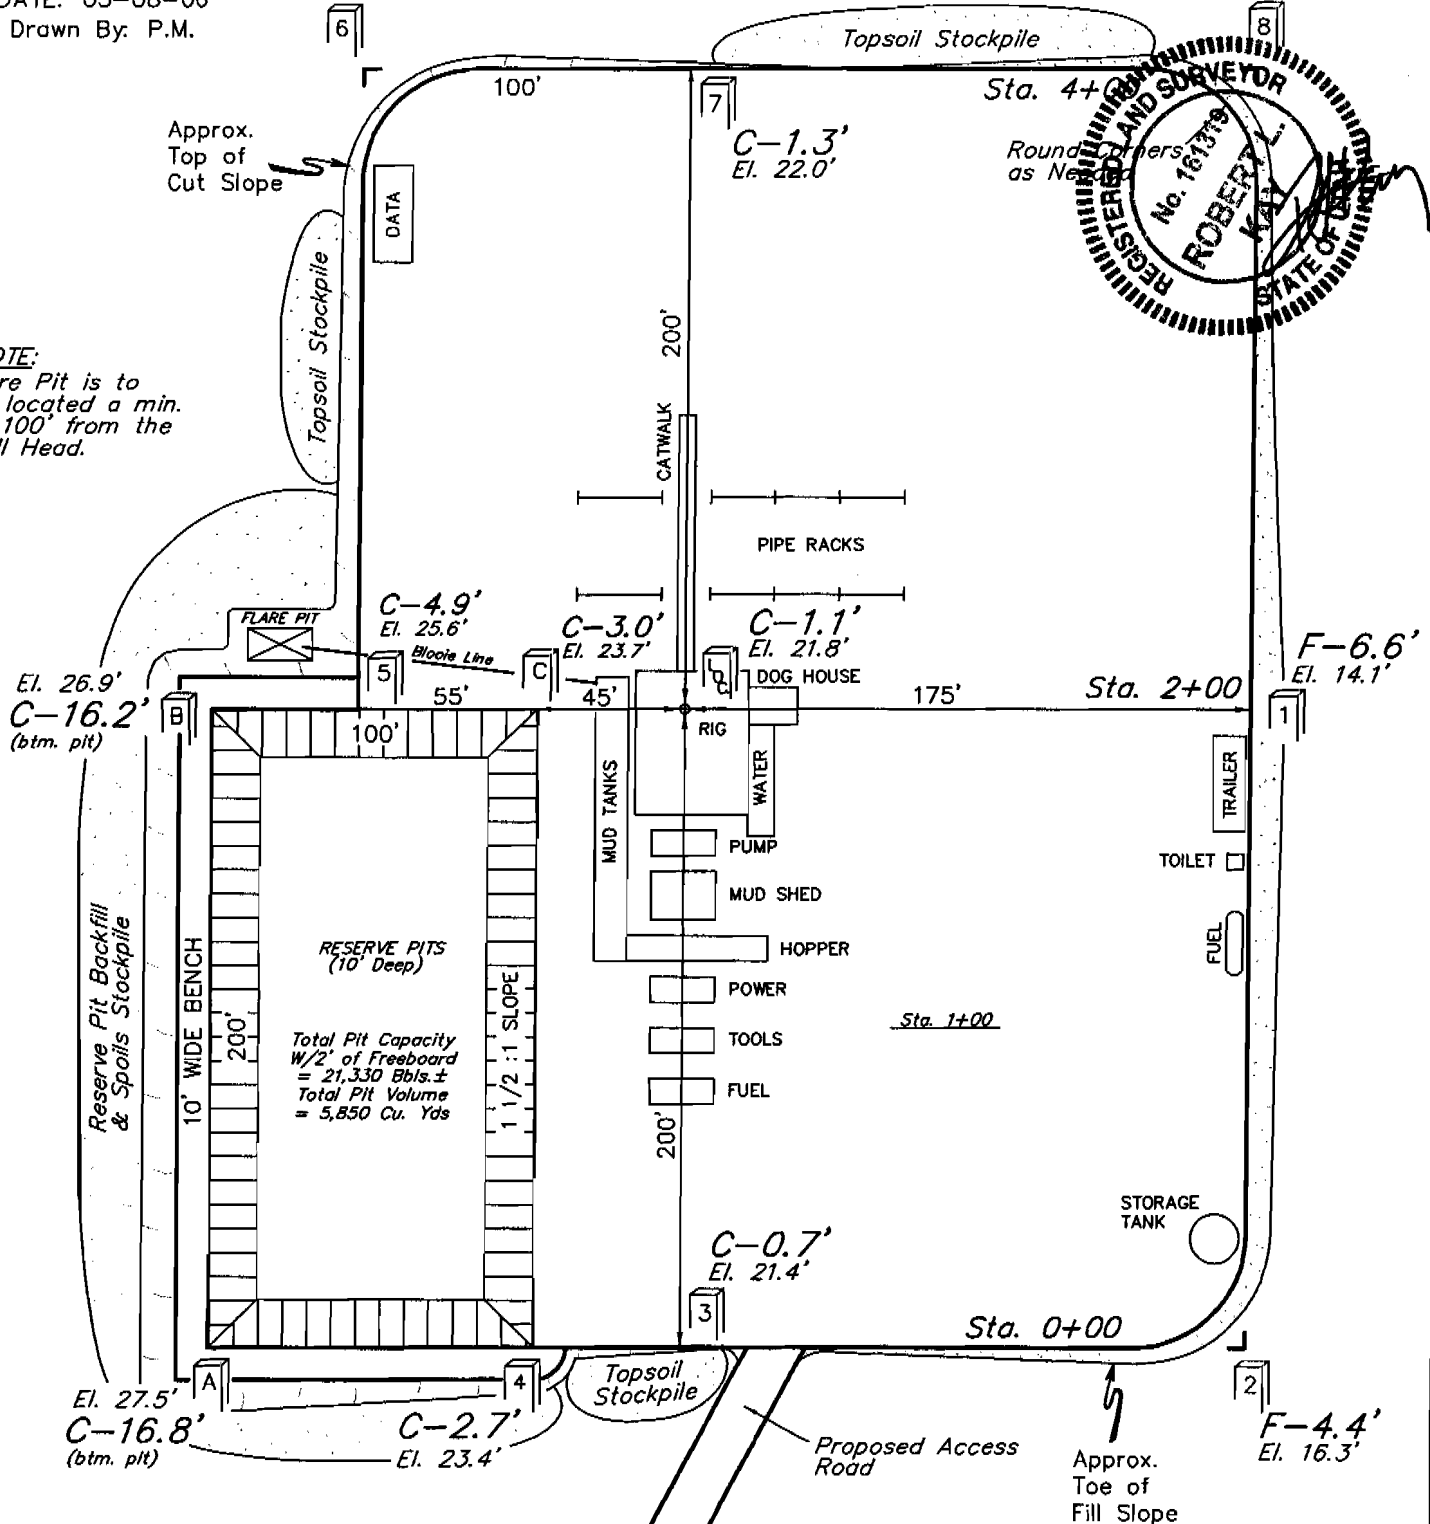 DATE: 05-08-06
Drawn By: P.M.
6
8
Topsoil Stockpile
100'
7
Sta. 4+
C-1.3'
El. 22.0'
Approx.
Top of
Cut Slope
Round Corners
as Needed
REGISTERED LAND SURVEYOR
No. 161319
ROBERT L.
KAY
STATE OF UTAH
DATA
Topsoil Stockpile
200'
Pit is to
located a min.
100' from the
Head.
CATWALK
PIPE RACKS
FLARE PIT
C-4.9'
El. 25.6'
C-3.0'
El. 23.7'
C-1.1'
El. 21.8'
F-6.6'
El. 14.1'
5
Blooie Line
C
LOC.
DOG HOUSE
El. 26.9'
C-16.2'
(btm. pit)
B
55'
45'
175'
Sta. 2+00
1
100'
RIG
MUD TANKS
WATER
TRAILER
PUMP
TOILET
MUD SHED
FUEL
HOPPER
POWER
TOOLS
FUEL
Reserve Pit Backfill
& Spoils Stockpile
10' WIDE BENCH
200'
RESERVE PITS
(10' Deep)
Total Pit Capacity
W/2' of Freeboard
= 21,330 Bbls.±
Total Pit Volume
= 5,850 Cu. Yds
1 1/2 :1 SLOPE
Sta. 1+00
200'
STORAGE
TANK
C-0.7'
El. 21.4'
3
Sta. 0+00
A
4
Topsoil
Stockpile
2
El. 27.5'
C-16.8'
(btm. pit)
C-2.7'
El. 23.4'
F-4.4'
El. 16.3'
Proposed Access
Road
Approx.
Toe of
Fill Slope